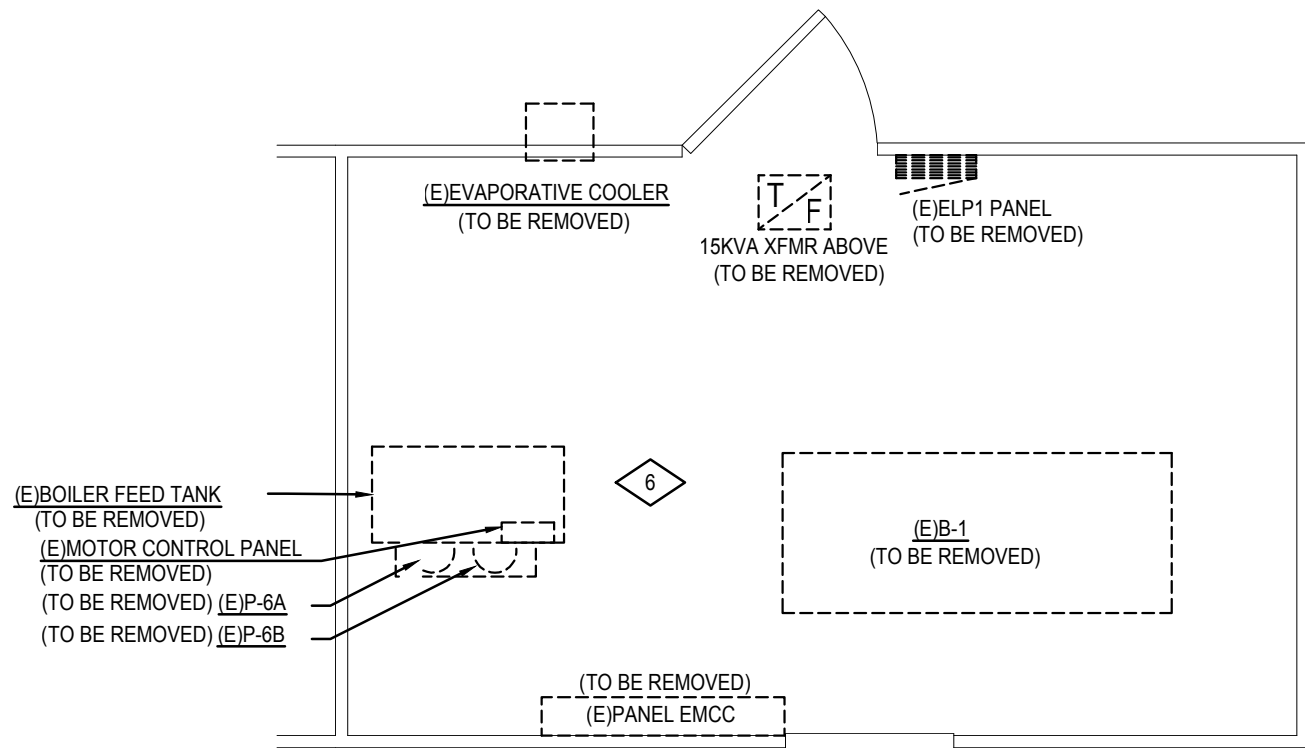 (E)EVAPORATIVE COOLER
(TO BE REMOVED)
T
F
15KVA XFMR ABOVE
(TO BE REMOVED)
(E)ELP1 PANEL
(TO BE REMOVED)
(E)BOILER FEED TANK
(TO BE REMOVED)
(E)MOTOR CONTROL PANEL
(TO BE REMOVED)
(TO BE REMOVED) (E)P-6A
(TO BE REMOVED) (E)P-6B
6
(E)B-1
(TO BE REMOVED)
(TO BE REMOVED)
(E)PANEL EMCC